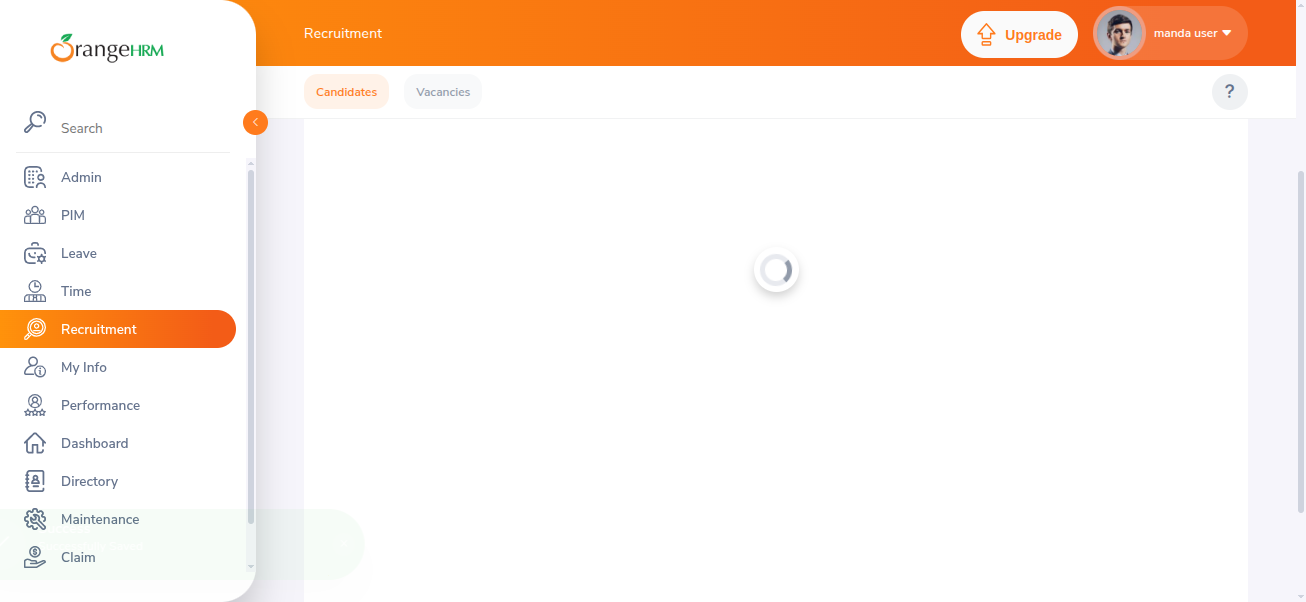 OrangeHRM
Recruitment
Upgrade
manda user
Candidates
Vacancies
?
Search
Admin
PIM
Leave
Time
Recruitment
My Info
Performance
Dashboard
Directory
Maintenance
Claim